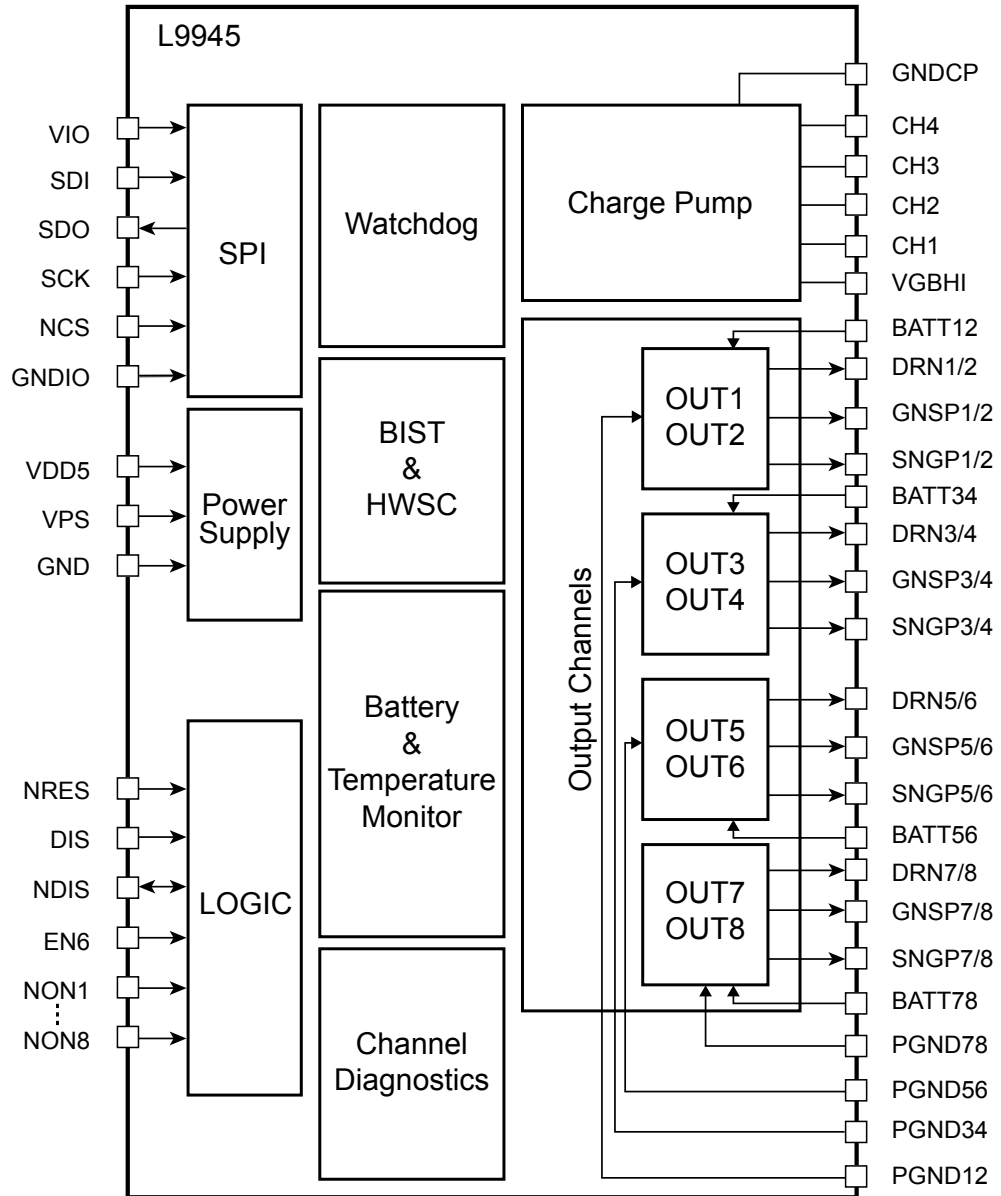 L9945
VIO
SDI
SDO
SCK
NCS
GNDIO
VDD5
VPS
GND
NRES
DIS
NDIS
EN6
NON1
NON8
SPI
Power
Supply
LOGIC
Watchdog
BIST
&
HWSC
Battery
&
Temperature
Monitor
Channel
Diagnostics
Charge Pump
Output Channels
OUT1
OUT2
OUT3
OUT4
OUT5
OUT6
OUT7
OUT8
GNDCP
CH4
CH3
CH2
CH1
VGBHI
BATT12
DRN1/2
GNSP1/2
SNGP1/2
BATT34
DRN3/4
GNSP3/4
SNGP3/4
DRN5/6
GNSP5/6
SNGP5/6
BATT56
DRN7/8
GNSP7/8
SNGP7/8
BATT78
PGND78
PGND56
PGND34
PGND12